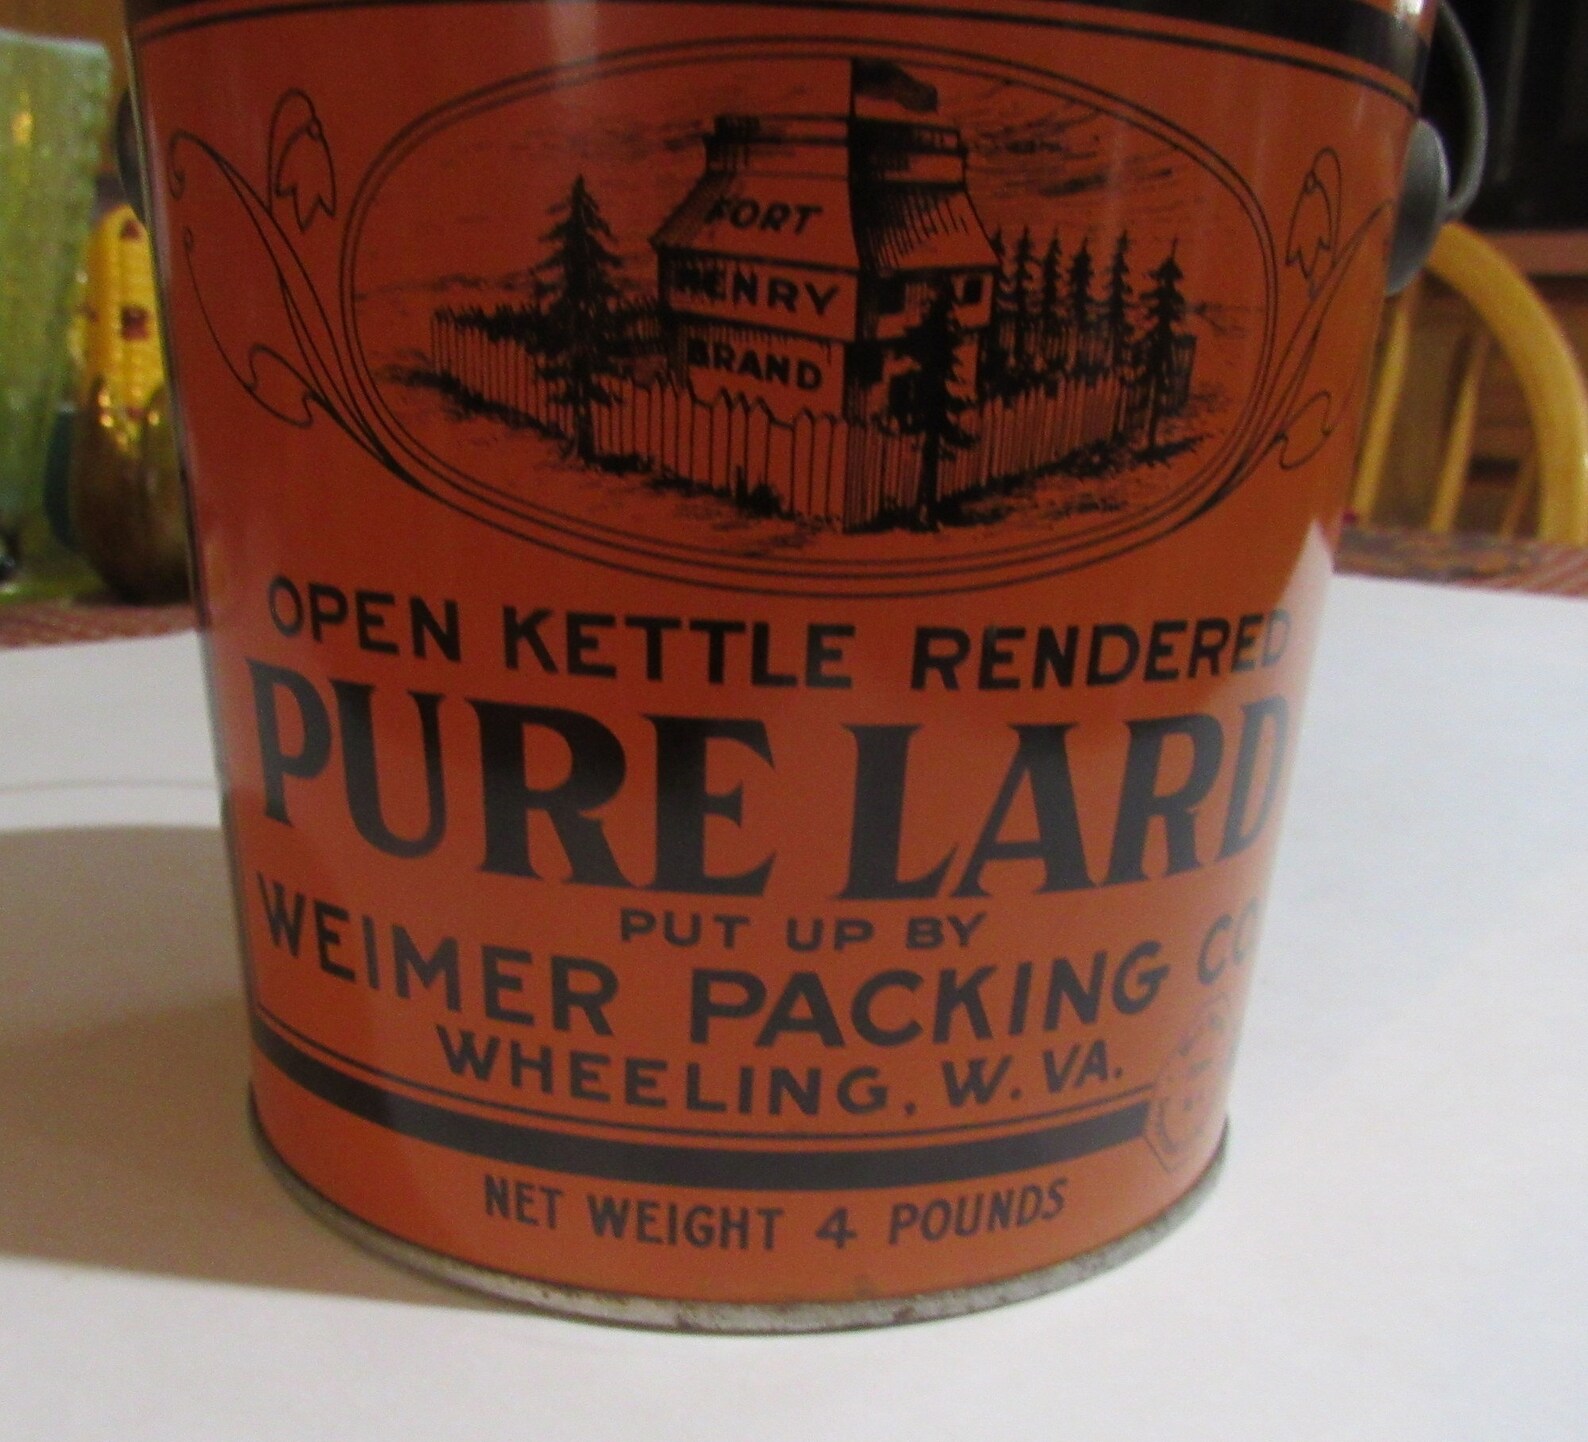 FORT
HENRY
BRAND
OPEN KETTLE RENDERED
PURE LARD
PUT UP BY
WEIMER PACKING CO
WHEELING, W. VA.
NET WEIGHT 4 POUNDS